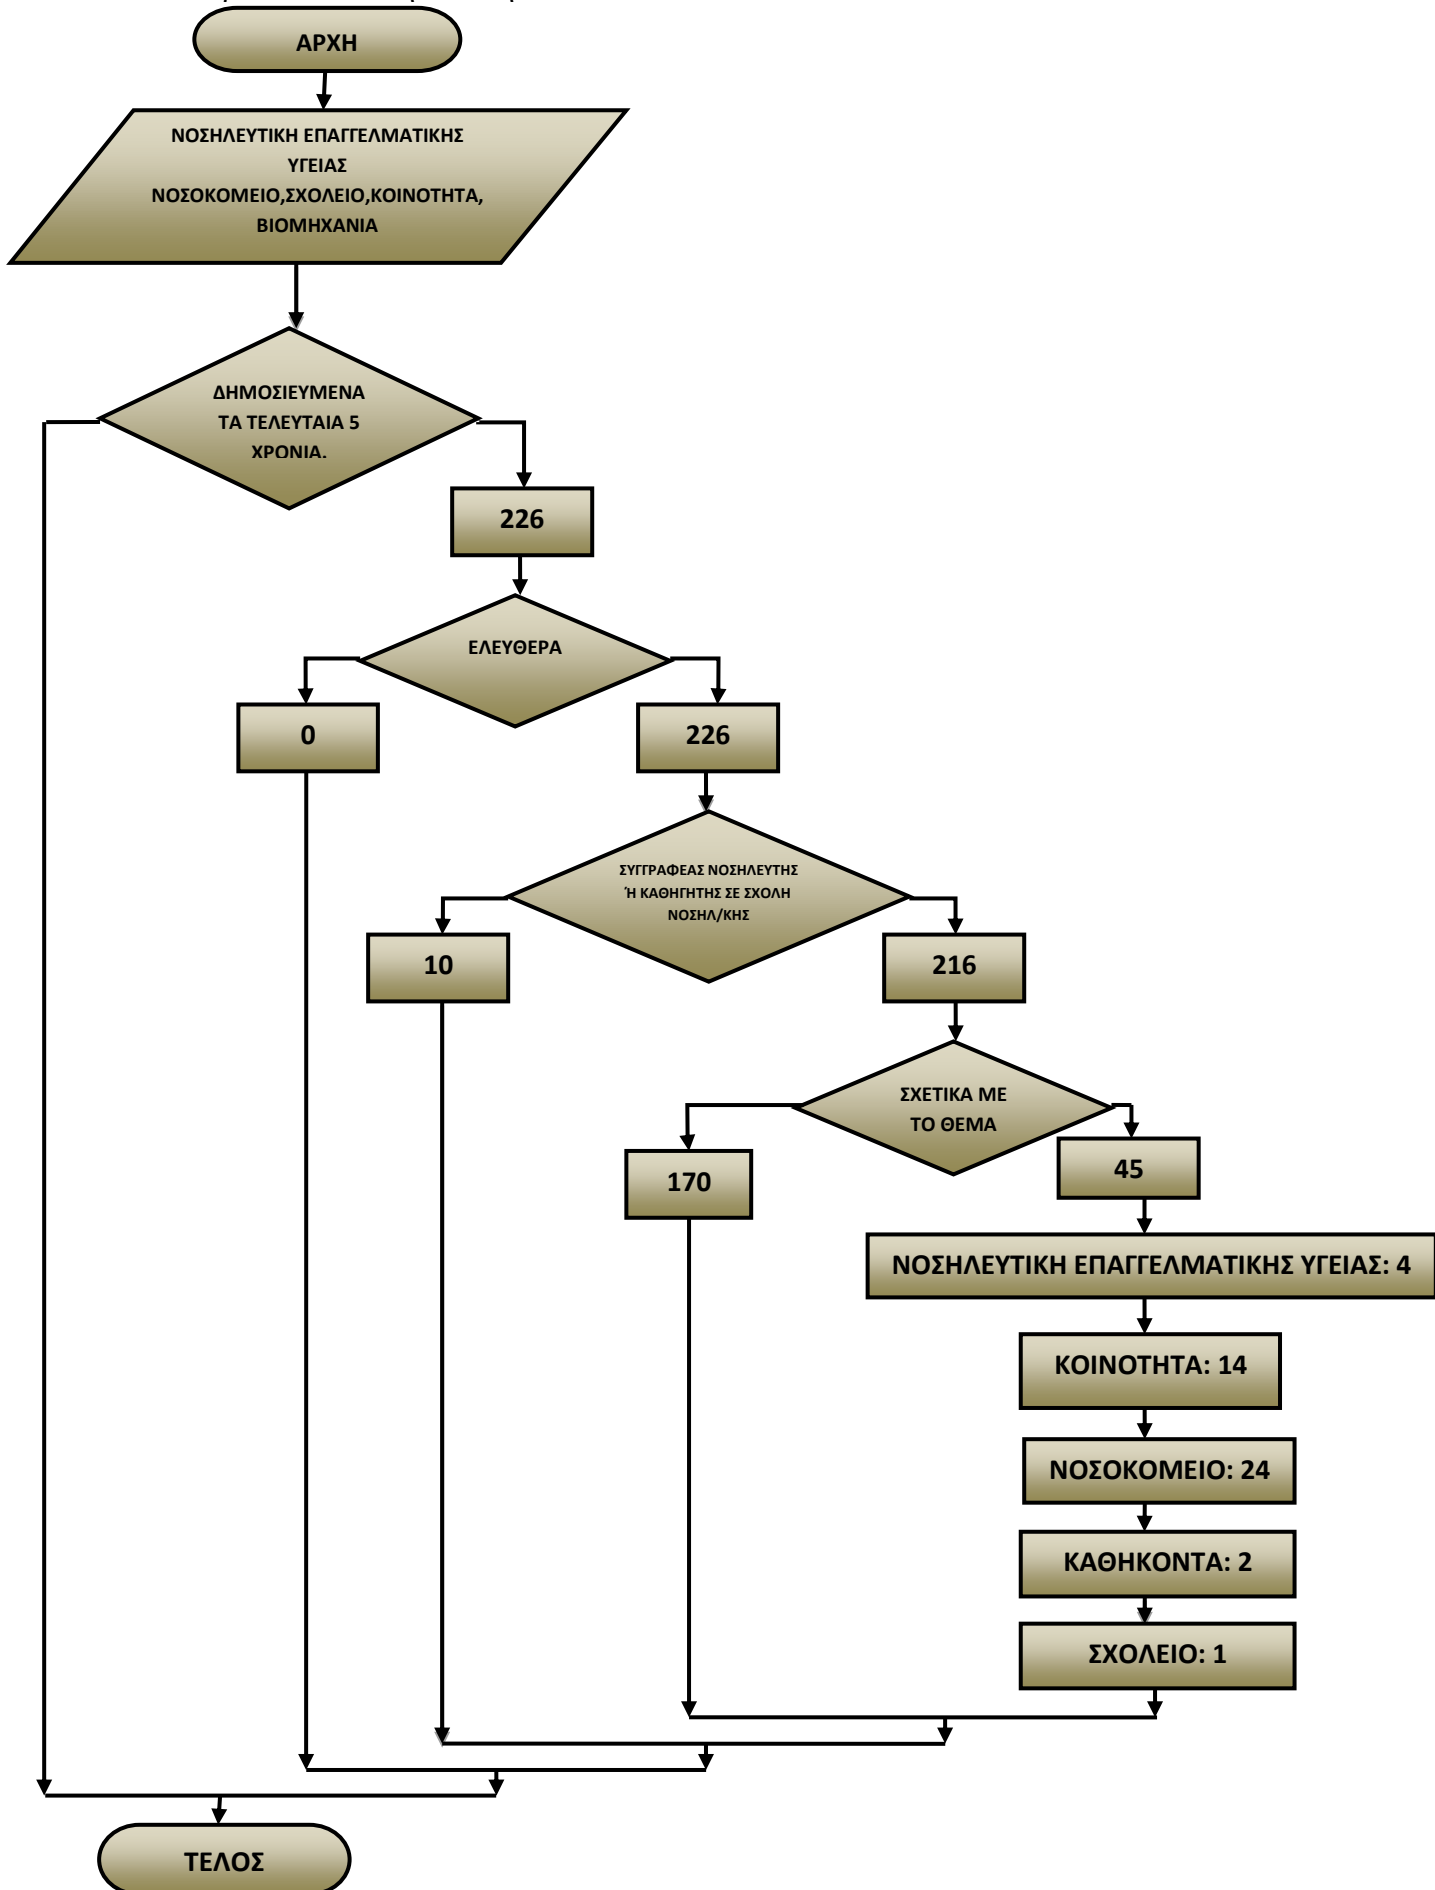 ΑΡΧΗ
ΝΟΣΗΛΕΥΤΙΚΗ ΕΠΑΓΓΕΛΜΑΤΙΚΗΣ
ΥΓΕΙΑΣ
ΝΟΣΟΚΟΜΕΙΟ,ΣΧΟΛΕΙΟ,ΚΟΙΝΟΤΗΤΑ,
ΒΙΟΜΗΧΑΝΙΑ
ΔΗΜΟΣΙΕΥΜΕΝΑ
ΤΑ ΤΕΛΕΥΤΑΙΑ 5
ΧΡΟΝΙΑ.
226
ΕΛΕΥΘΕΡΑ
0
226
ΣΥΓΓΡΑΦΕΑΣ ΝΟΣΗΛΕΥΤΗΣ
Ή ΚΑΘΗΓΗΤΗΣ ΣΕ ΣΧΟΛΗ
ΝΟΣΗΛ/ΚΗΣ
10
216
ΣΧΕΤΙΚΑ ΜΕ
ΤΟ ΘΕΜΑ
170
45
ΝΟΣΗΛΕΥΤΙΚΗ ΕΠΑΓΓΕΛΜΑΤΙΚΗΣ ΥΓΕΙΑΣ: 4
ΚΟΙΝΟΤΗΤΑ: 14
ΝΟΣΟΚΟΜΕΙΟ: 24
ΚΑΘΗΚΟΝΤΑ: 2
ΣΧΟΛΕΙΟ: 1
ΤΕΛΟΣ